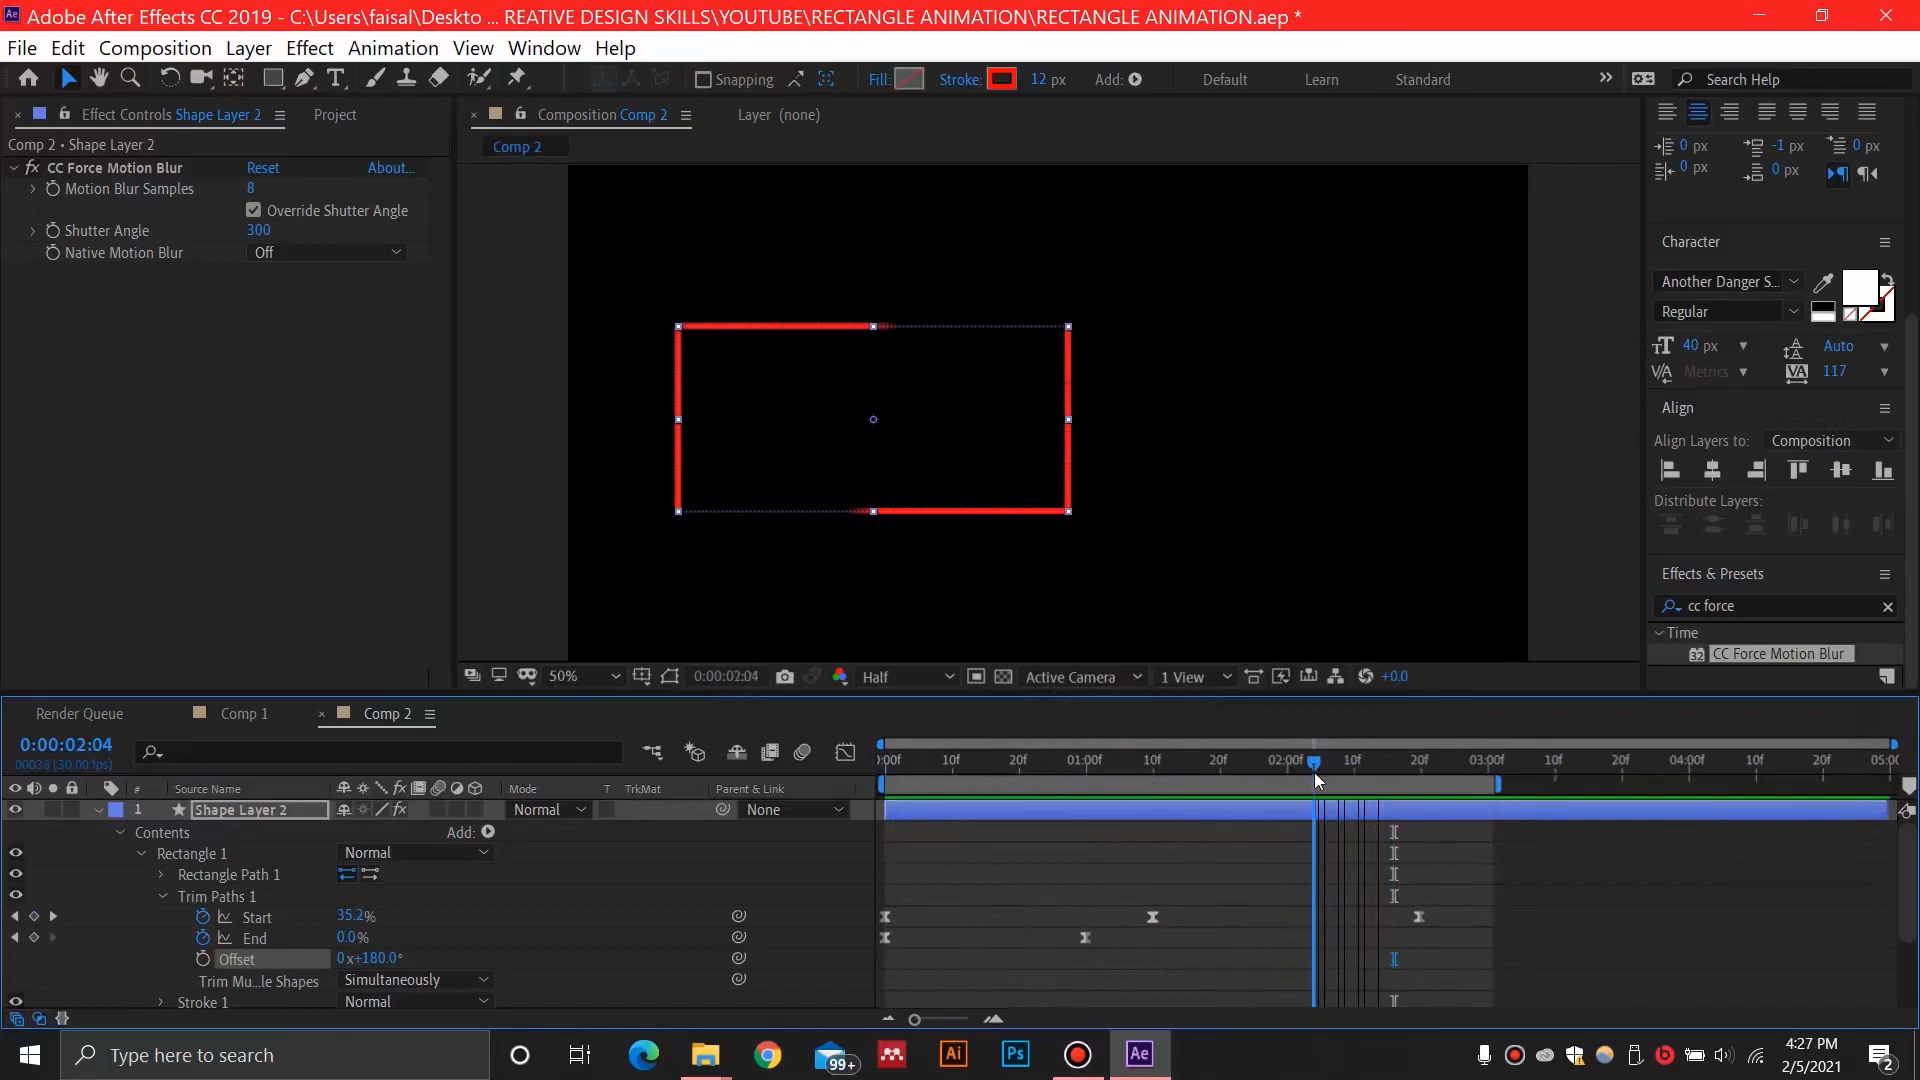 Adobe After Effects CC 2019 - C:\Users\faisal\Deskto ... REATIVE DESIGN SKILLS\YOUTUBE\RECTANGLE ANIMATION\RECTANGLE ANIMATION.aep *
File Edit Composition Layer Effect Animation View Window Help
Snapping Fill: Stroke: 12 px Add: Default Learn Standard Search Help
Effect Controls Shape Layer 2 Project Composition Comp 2 Layer (none)
Comp 2 • Shape Layer 2
Comp 2
fx CC Force Motion Blur Reset About...
Motion Blur Samples 8
Override Shutter Angle
Shutter Angle 300
Native Motion Blur Off
0 px -1 px 0 px
0 px 0 px
Character
Another Danger S...
Regular
40 px Auto
Metrics 117
Align
Align Layers to: Composition
Distribute Layers:
Effects & Presets
cc force
Time
32 CC Force Motion Blur
50% 0:00:02:04 Half Active Camera 1 View +0.0
Render Queue Comp 1 Comp 2
0:00:02:04
(30.00 fps)
10f 20f 01:00f 10f 20f 02:00f 10f 20f 03:00f 10f 20f 04:00f 10f 20f
# Source Name Mode T TrkMat Parent & Link
1 Shape Layer 2 fx Normal None
Contents Add:
Rectangle 1 Normal
Rectangle Path 1
Trim Paths 1
Start 35.2%
End 0.0%
Offset 0 x+180.0°
Trim Mu...le Shapes Simultaneously
Stroke 1 Normal
Type here to search
99+
Ai Ps Ae
4:27 PM
2/5/2021
2